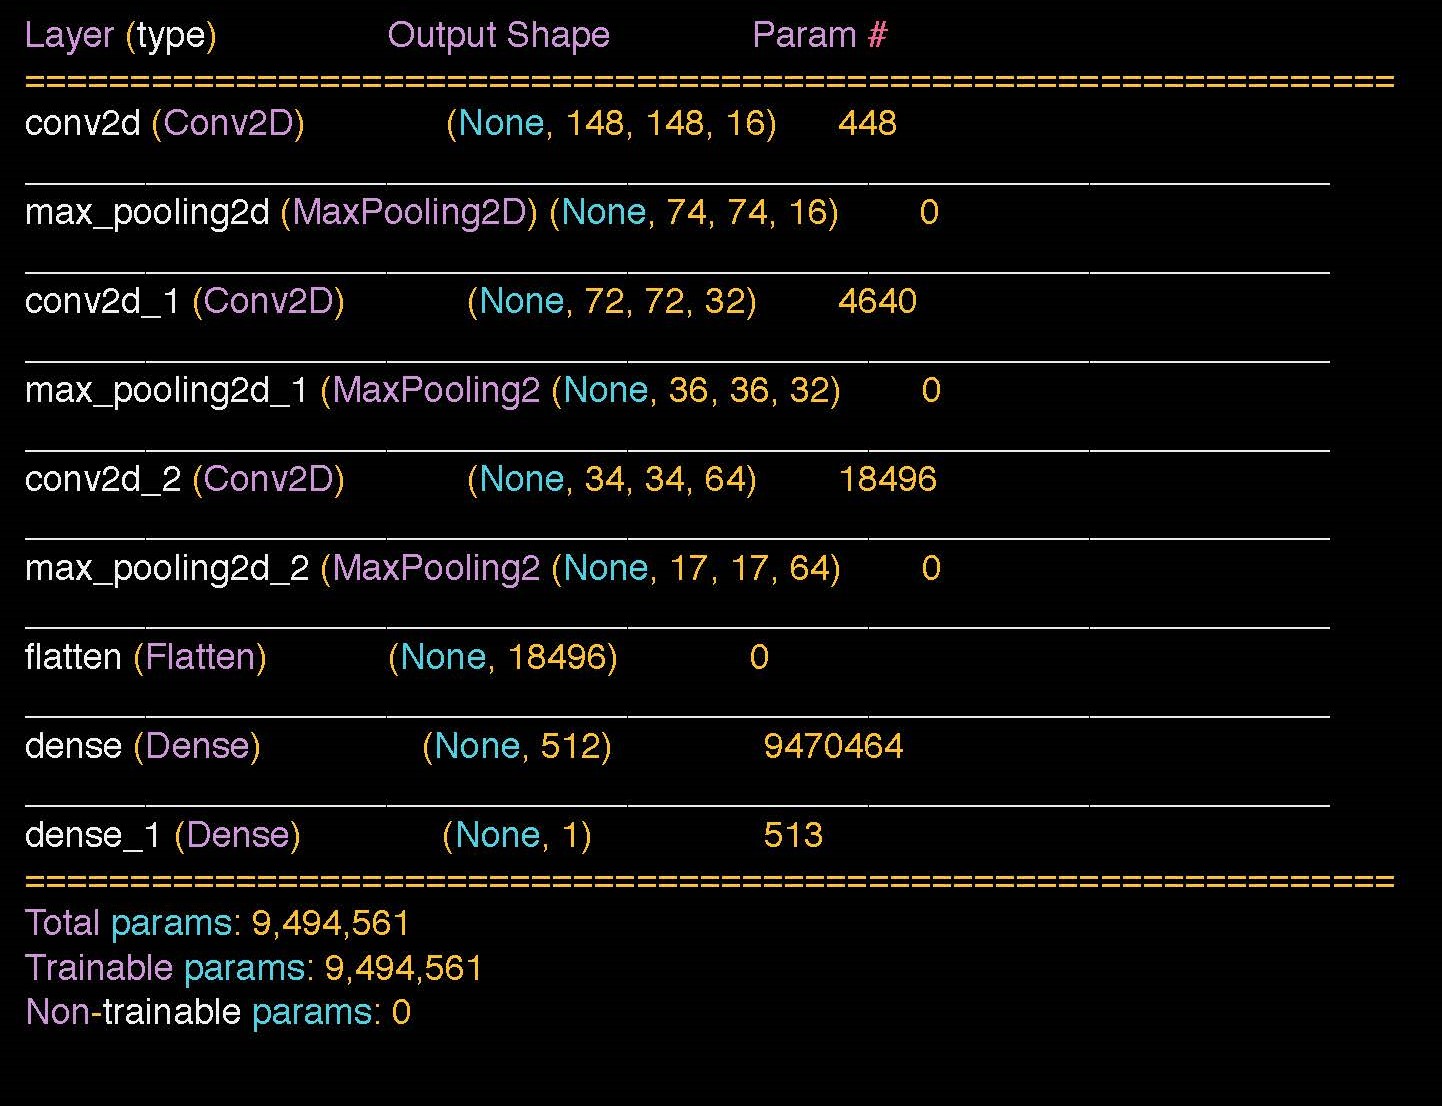 Layer (type) Output Shape Param #
=================================================================
conv2d (Conv2D) (None, 148, 148, 16) 448
_________________________________________________________________
max_pooling2d (MaxPooling2D) (None, 74, 74, 16) 0
_________________________________________________________________
conv2d_1 (Conv2D) (None, 72, 72, 32) 4640
_________________________________________________________________
max_pooling2d_1 (MaxPooling2 (None, 36, 36, 32) 0
_________________________________________________________________
conv2d_2 (Conv2D) (None, 34, 34, 64) 18496
_________________________________________________________________
max_pooling2d_2 (MaxPooling2 (None, 17, 17, 64) 0
_________________________________________________________________
flatten (Flatten) (None, 18496) 0
_________________________________________________________________
dense (Dense) (None, 512) 9470464
_________________________________________________________________
dense_1 (Dense) (None, 1) 513
=================================================================
Total params: 9,494,561
Trainable params: 9,494,561
Non-trainable params: 0